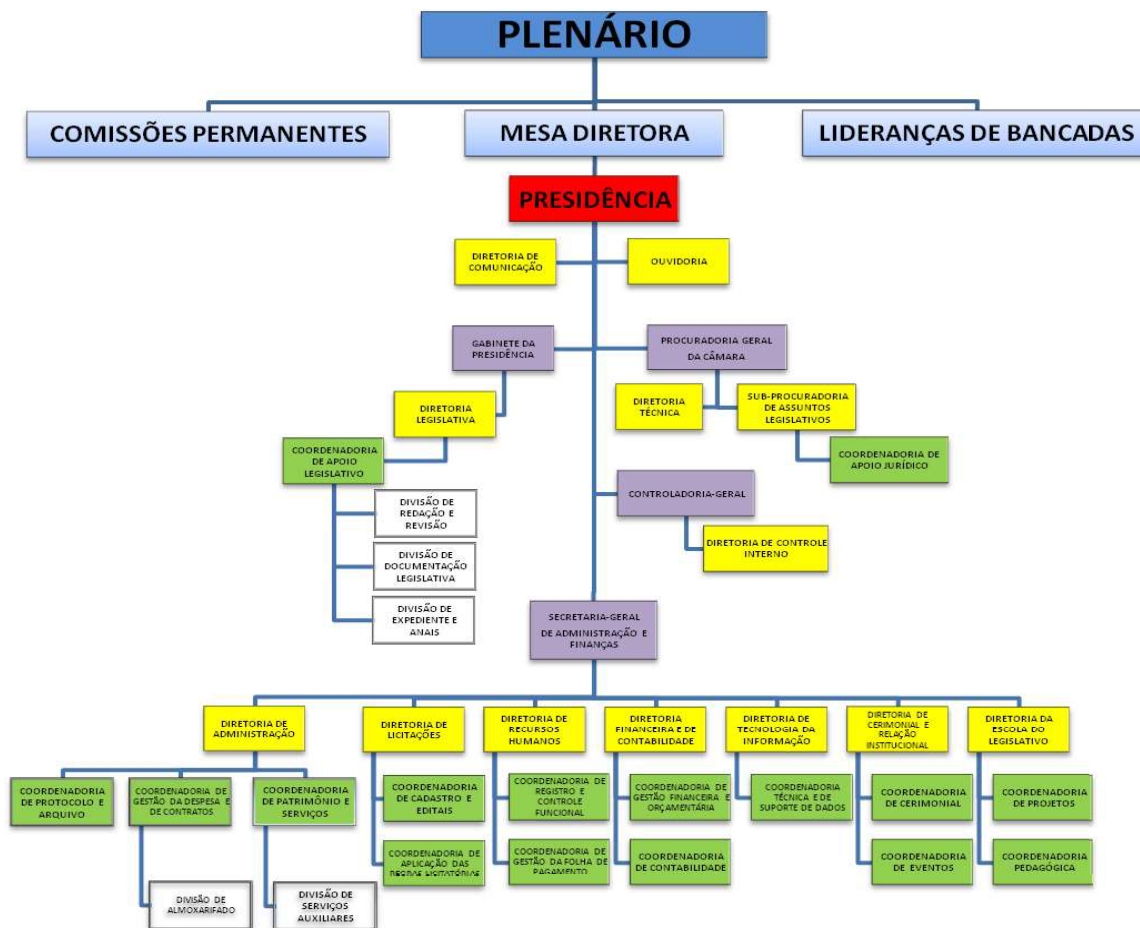 PLENÁRIO
COMISSÕES PERMANENTES
MESA DIRETORA
LIDERANÇAS DE BANCADAS
PRESIDÊNCIA
DIRETORIA DE
COMUNICAÇÃO
OUVIDORIA
GABINETE DA
PRESIDÊNCIA
PROCURADORIA GERAL
DA CÂMARA
DIRETORIA
LEGISLATIVA
DIRETORIA
TÉCNICA
SUB-PROCURADORIA
DE ASSUNTOS
LEGISLATIVOS
COORDENADORIA
DE APOIO
LEGISLATIVO
COORDENADORIA DE
APOIO JURÍDICO
DIVISÃO DE
REDAÇÃO E
REVISÃO
CONTROLADORIA-GERAL
DIVISÃO DE
DOCUMENTAÇÃO
LEGISLATIVA
DIRETORIA DE CONTROLE
INTERNO
DIVISÃO DE
EXPEDIENTE E
ANAIS
SECRETARIA-GERAL
DE ADMINISTRAÇÃO E
FINANÇAS
DIRETORIA DE
ADMINISTRAÇÃO
DIRETORIA DE
LICITAÇÕES
DIRETORIA DE
RECURSOS
HUMANOS
DIRETORIA
FINANCEIRA E DE
CONTABILIDADE
DIRETORIA DE
TECNOLOGIA DA
INFORMAÇÃO
DIRETORIA DE
CERIMONIAL E
RELAÇÃO
INSTITUCIONAL
DIRETORIA DA
ESCOLA DO
LEGISLATIVO
COORDENADORIA
DE PROTOCOLO E
ARQUIVO
COORDENADORIA DE
GESTÃO DA DESPESA E
DE CONTRATOS
COORDENADORIA
DE PATRIMÔNIO E
SERVIÇOS
COORDENADORIA
DE CADASTRO E
EDITAIS
COORDENADORIA DE
REGISTRO E
CONTROLE
FUNCIONAL
COORDENADORIA DE
GESTÃO FINANCEIRA E
ORÇAMENTÁRIA
COORDENADORIA
TÉCNICA E DE
SUPORTE DE DADOS
COORDENADORIA
DE CERIMONIAL
COORDENADORIA
DE PROJETOS
COORDENADORIA DE
APLICAÇÃO DAS
REGRAS LICITATÓRIAS
COORDENADORIA DE
GESTÃO DA FOLHA DE
PAGAMENTO
COORDENADORIA
DE CONTABILIDADE
COORDENADORIA
DE EVENTOS
COORDENADORIA
PEDAGÓGICA
DIVISÃO DE
ALMOXARIFADO
DIVISÃO DE
SERVIÇOS
AUXILIARES